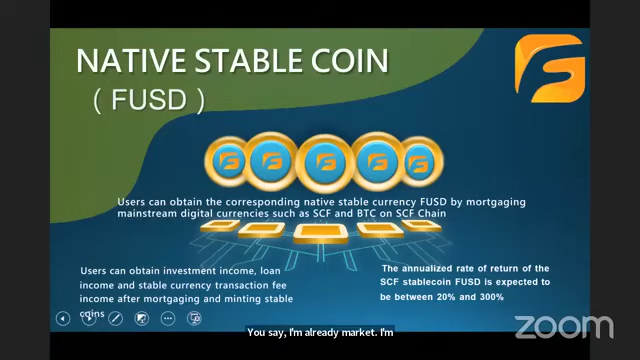 NATIVE STABLE COIN
( FUSD )
Users can obtain the corresponding native stable currency FUSD by mortgaging
mainstream digital currencies such as SCF and BTC on SCF Chain
Users can obtain investment income, loan
income and stable currency transaction fee
income after mortgaging and minting stable
coins
The annualized rate of return of the
SCF stablecoin FUSD is expected to
be between 20% and 300%
You say, I'm already market. I'm
zoom